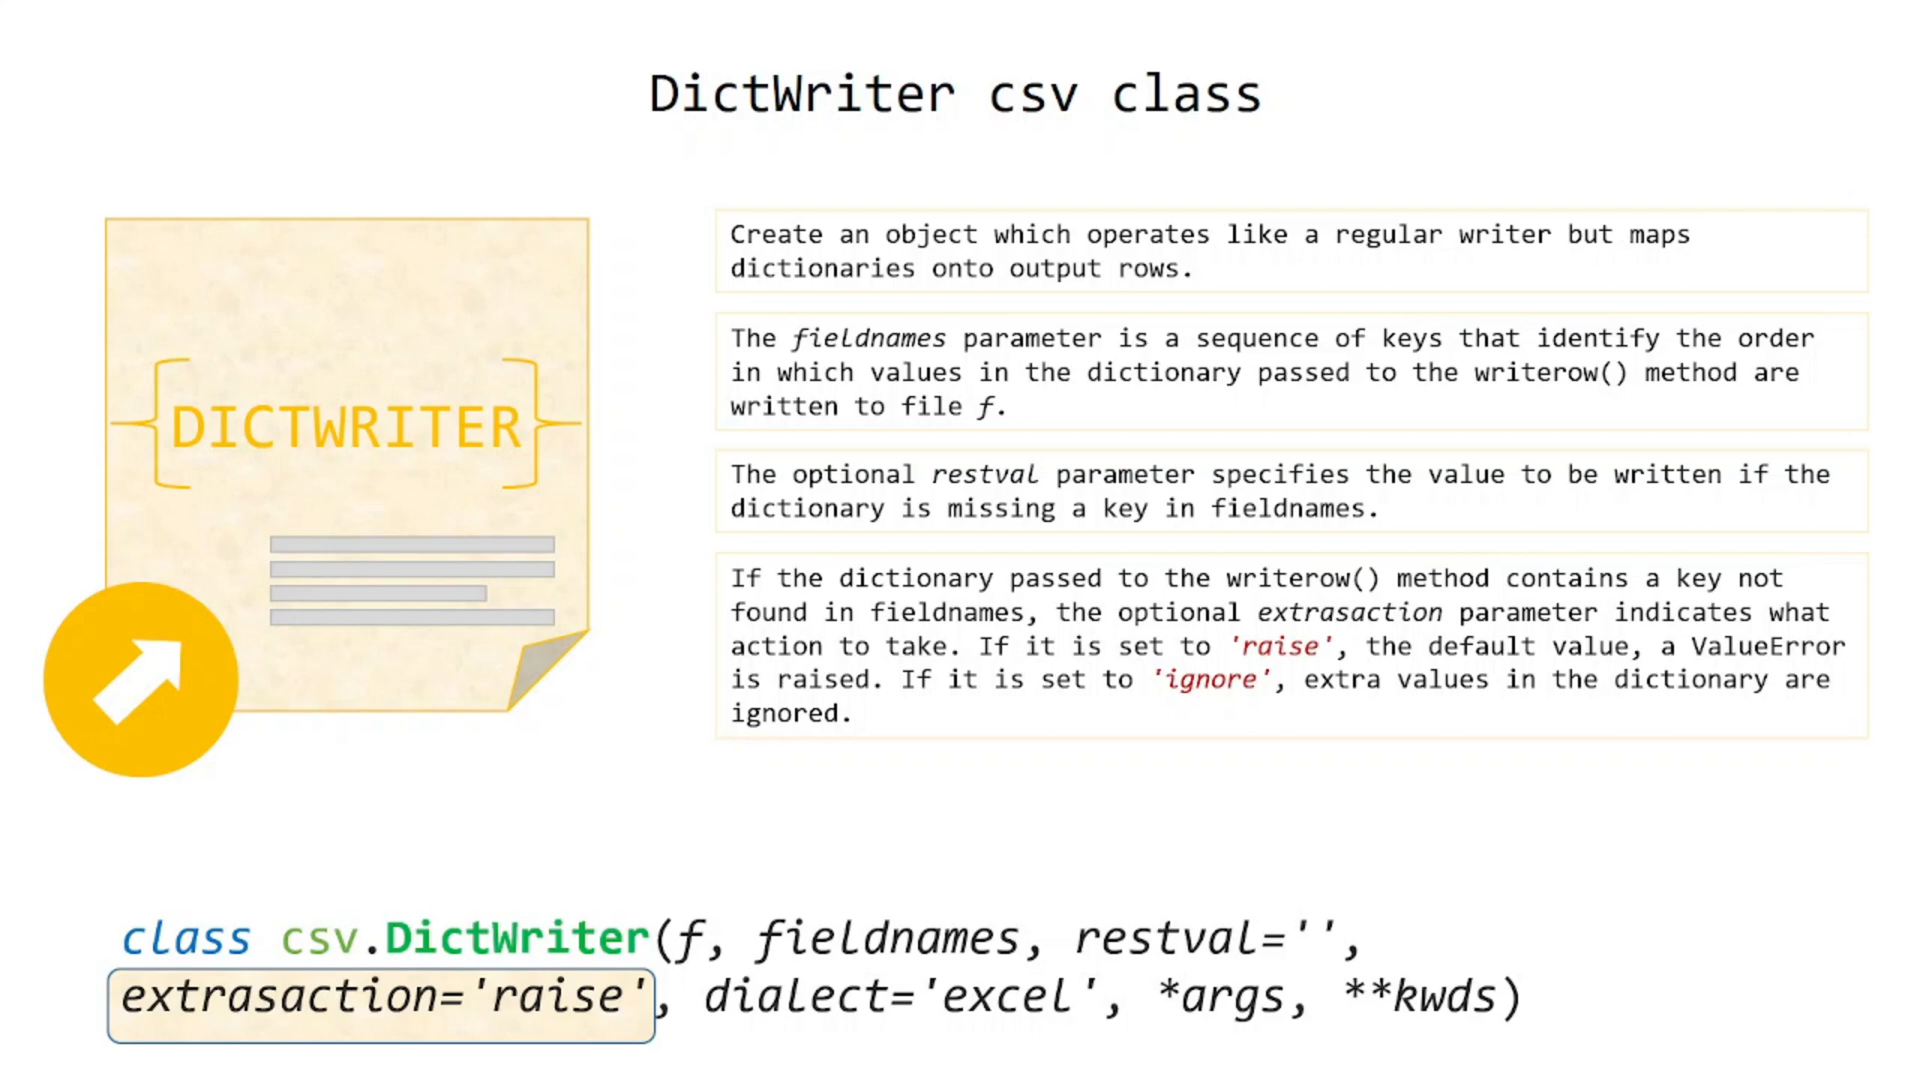 DictWriter csv class
DICTWRITER
Create an object which operates like a regular writer but maps
dictionaries onto output rows.
The fieldnames parameter is a sequence of keys that identify the order
in which values in the dictionary passed to the writerow() method are
written to file f.
The optional restval parameter specifies the value to be written if the
dictionary is missing a key in fieldnames.
If the dictionary passed to the writerow() method contains a key not
found in fieldnames, the optional extrasaction parameter indicates what
action to take. If it is set to 'raise', the default value, a ValueError
is raised. If it is set to 'ignore', extra values in the dictionary are
ignored.
class csv.DictWriter(f, fieldnames, restval='',
extrasaction='raise', dialect='excel', *args, **kwds)